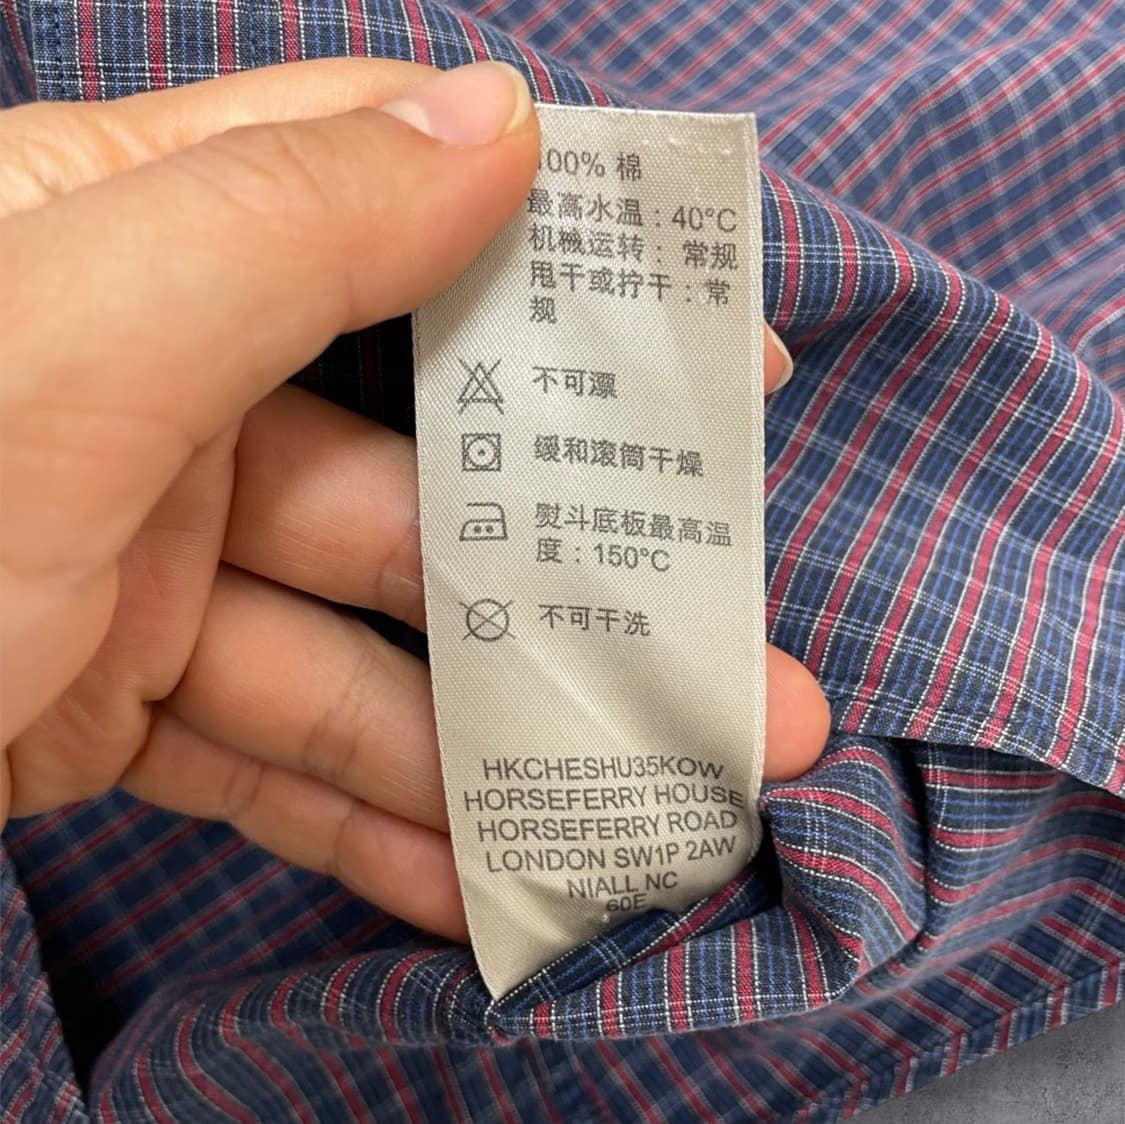 100% 棉
最高水温：40°C
机械运转： 常规
甩干或拧干：常
规
不可漂
缓和滚筒干燥
熨斗底板最高温
度：150°C
不可干洗
HKCHESHU35KOW
HORSEFERRY HOUSE
HORSEFERRY ROAD
LONDON SW1P 2AW
NIALL NC
60E